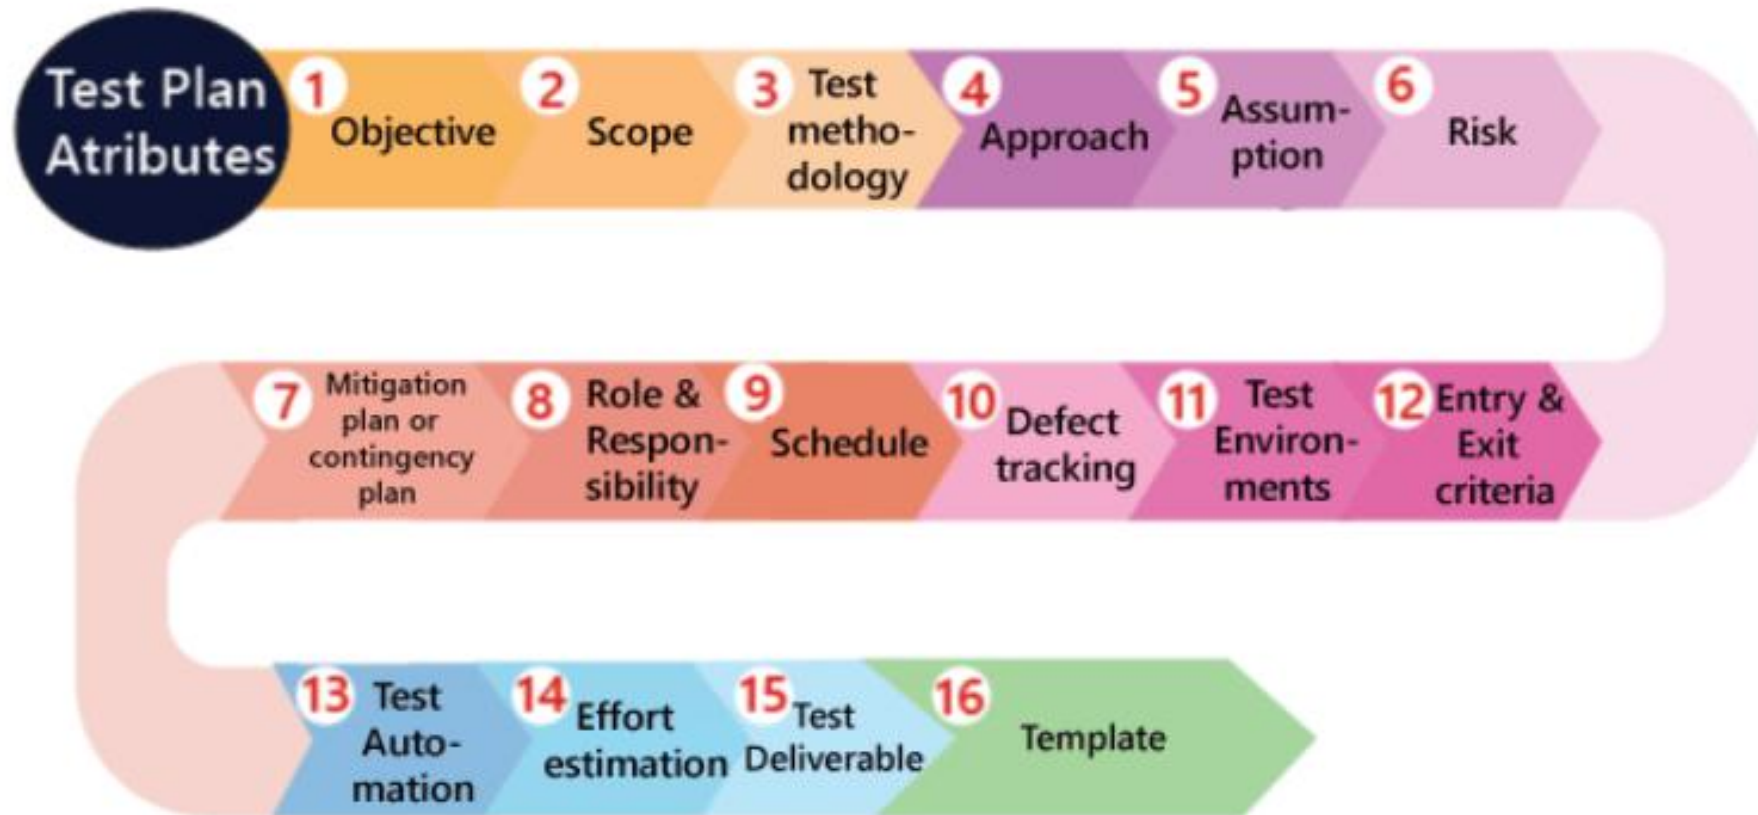 Test Plan
Atributes
1
Objective
2
Scope
3
Test
metho-
dology
4
Approach
5
Assum-
ption
6
Risk
7
Mitigation
plan or
contingency
plan
8
Role &
Respon-
sibility
9
Schedule
10
Defect
tracking
11
Test
Environ-
ments
12
Entry &
Exit
criteria
13
Test
Auto-
mation
14
Effort
estimation
15
Test
Deliverable
16
Template